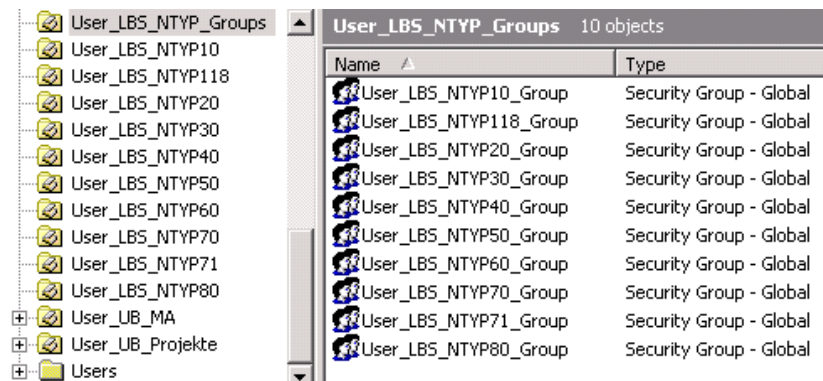 User_LBS_NTYP_Groups
User_LBS_NTYP10
User_LBS_NTYP118
User_LBS_NTYP20
User_LBS_NTYP30
User_LBS_NTYP40
User_LBS_NTYP50
User_LBS_NTYP60
User_LBS_NTYP70
User_LBS_NTYP71
User_LBS_NTYP80
User_UB_MA
User_UB_Projekte
Users
User_LBS_NTYP_Groups 10 objects
Name Type
User_LBS_NTYP10_Group Security Group - Global
User_LBS_NTYP118_Group Security Group - Global
User_LBS_NTYP20_Group Security Group - Global
User_LBS_NTYP30_Group Security Group - Global
User_LBS_NTYP40_Group Security Group - Global
User_LBS_NTYP50_Group Security Group - Global
User_LBS_NTYP60_Group Security Group - Global
User_LBS_NTYP70_Group Security Group - Global
User_LBS_NTYP71_Group Security Group - Global
User_LBS_NTYP80_Group Security Group - Global